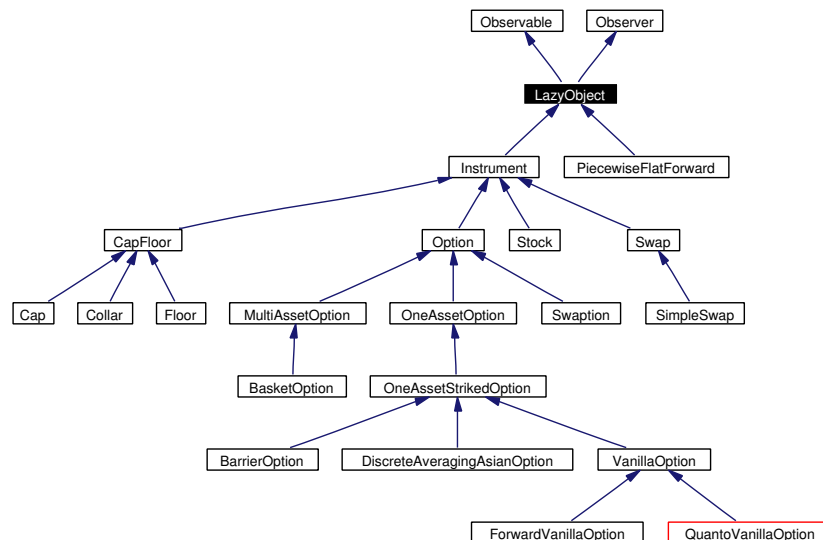 Observable
Observer
LazyObject
Instrument
PiecewiseFlatForward
CapFloor
Option
Stock
Swap
Cap
Collar
Floor
MultiAssetOption
OneAssetOption
Swaption
SimpleSwap
BasketOption
OneAssetStrikedOption
BarrierOption
DiscreteAveragingAsianOption
VanillaOption
ForwardVanillaOption
QuantoVanillaOption